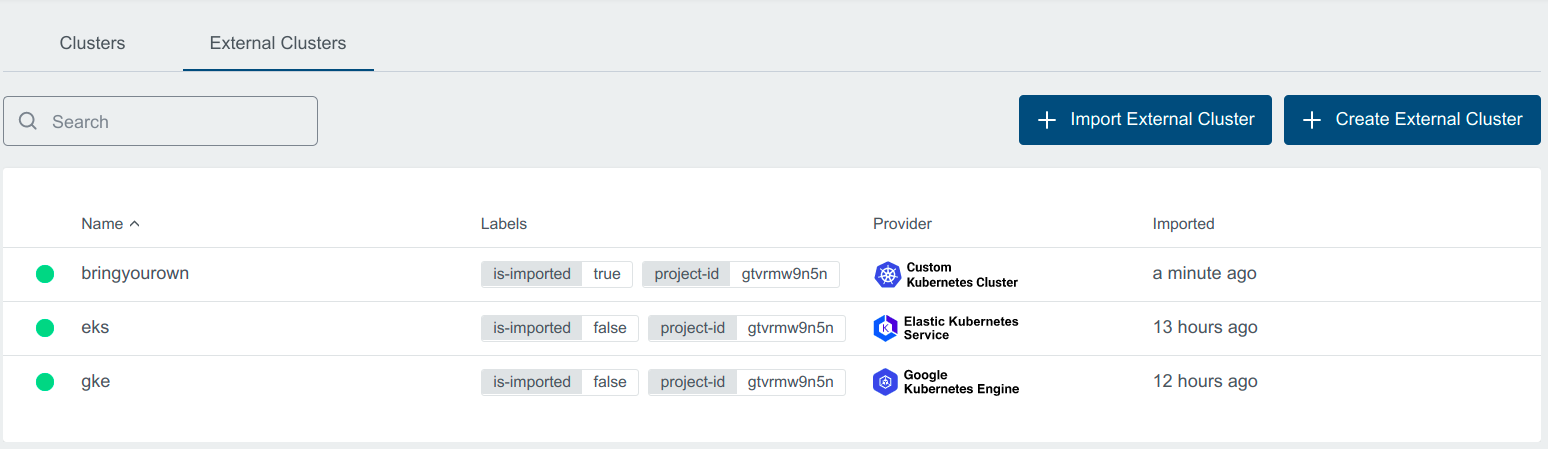 Clusters External Clusters
Search
Import External Cluster Create External Cluster
Name Labels Provider Imported
bringyourown is-imported true project-id gtvrmw9n5n Custom Kubernetes Cluster a minute ago
eks is-imported false project-id gtvrmw9n5n Elastic Kubernetes Service 13 hours ago
gke is-imported false project-id gtvrmw9n5n Google Kubernetes Engine 12 hours ago